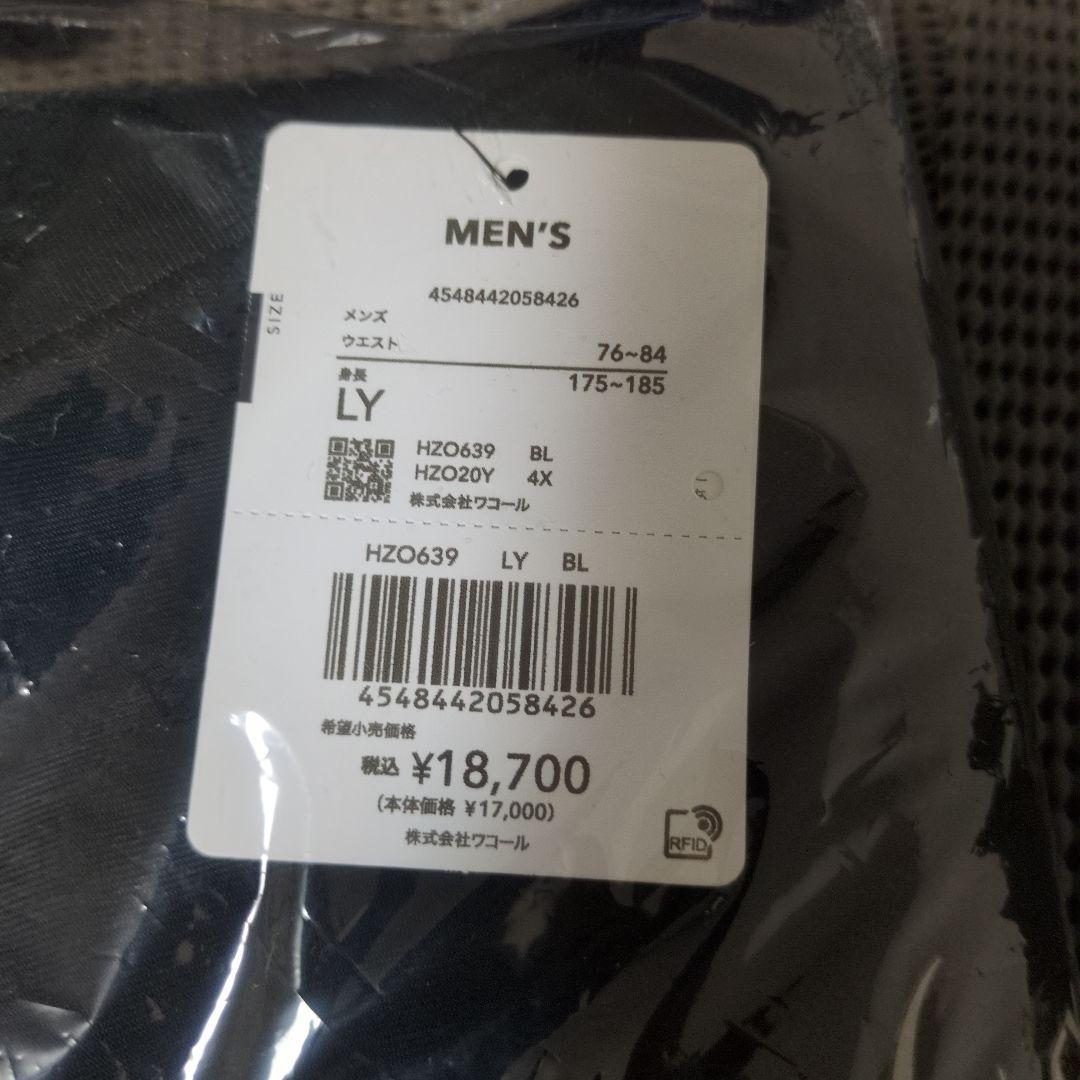 MEN'S
4548442058426
SIZE
メンズ
ウエスト 76~84
身長 175~185
LY
HZO639 BL
HZO20Y 4X
株式会社ワコール
HZO639 LY BL
4548442058426
希望小売価格
税込 ¥18,700
(本体価格 ¥17,000)
株式会社ワコール
RFID